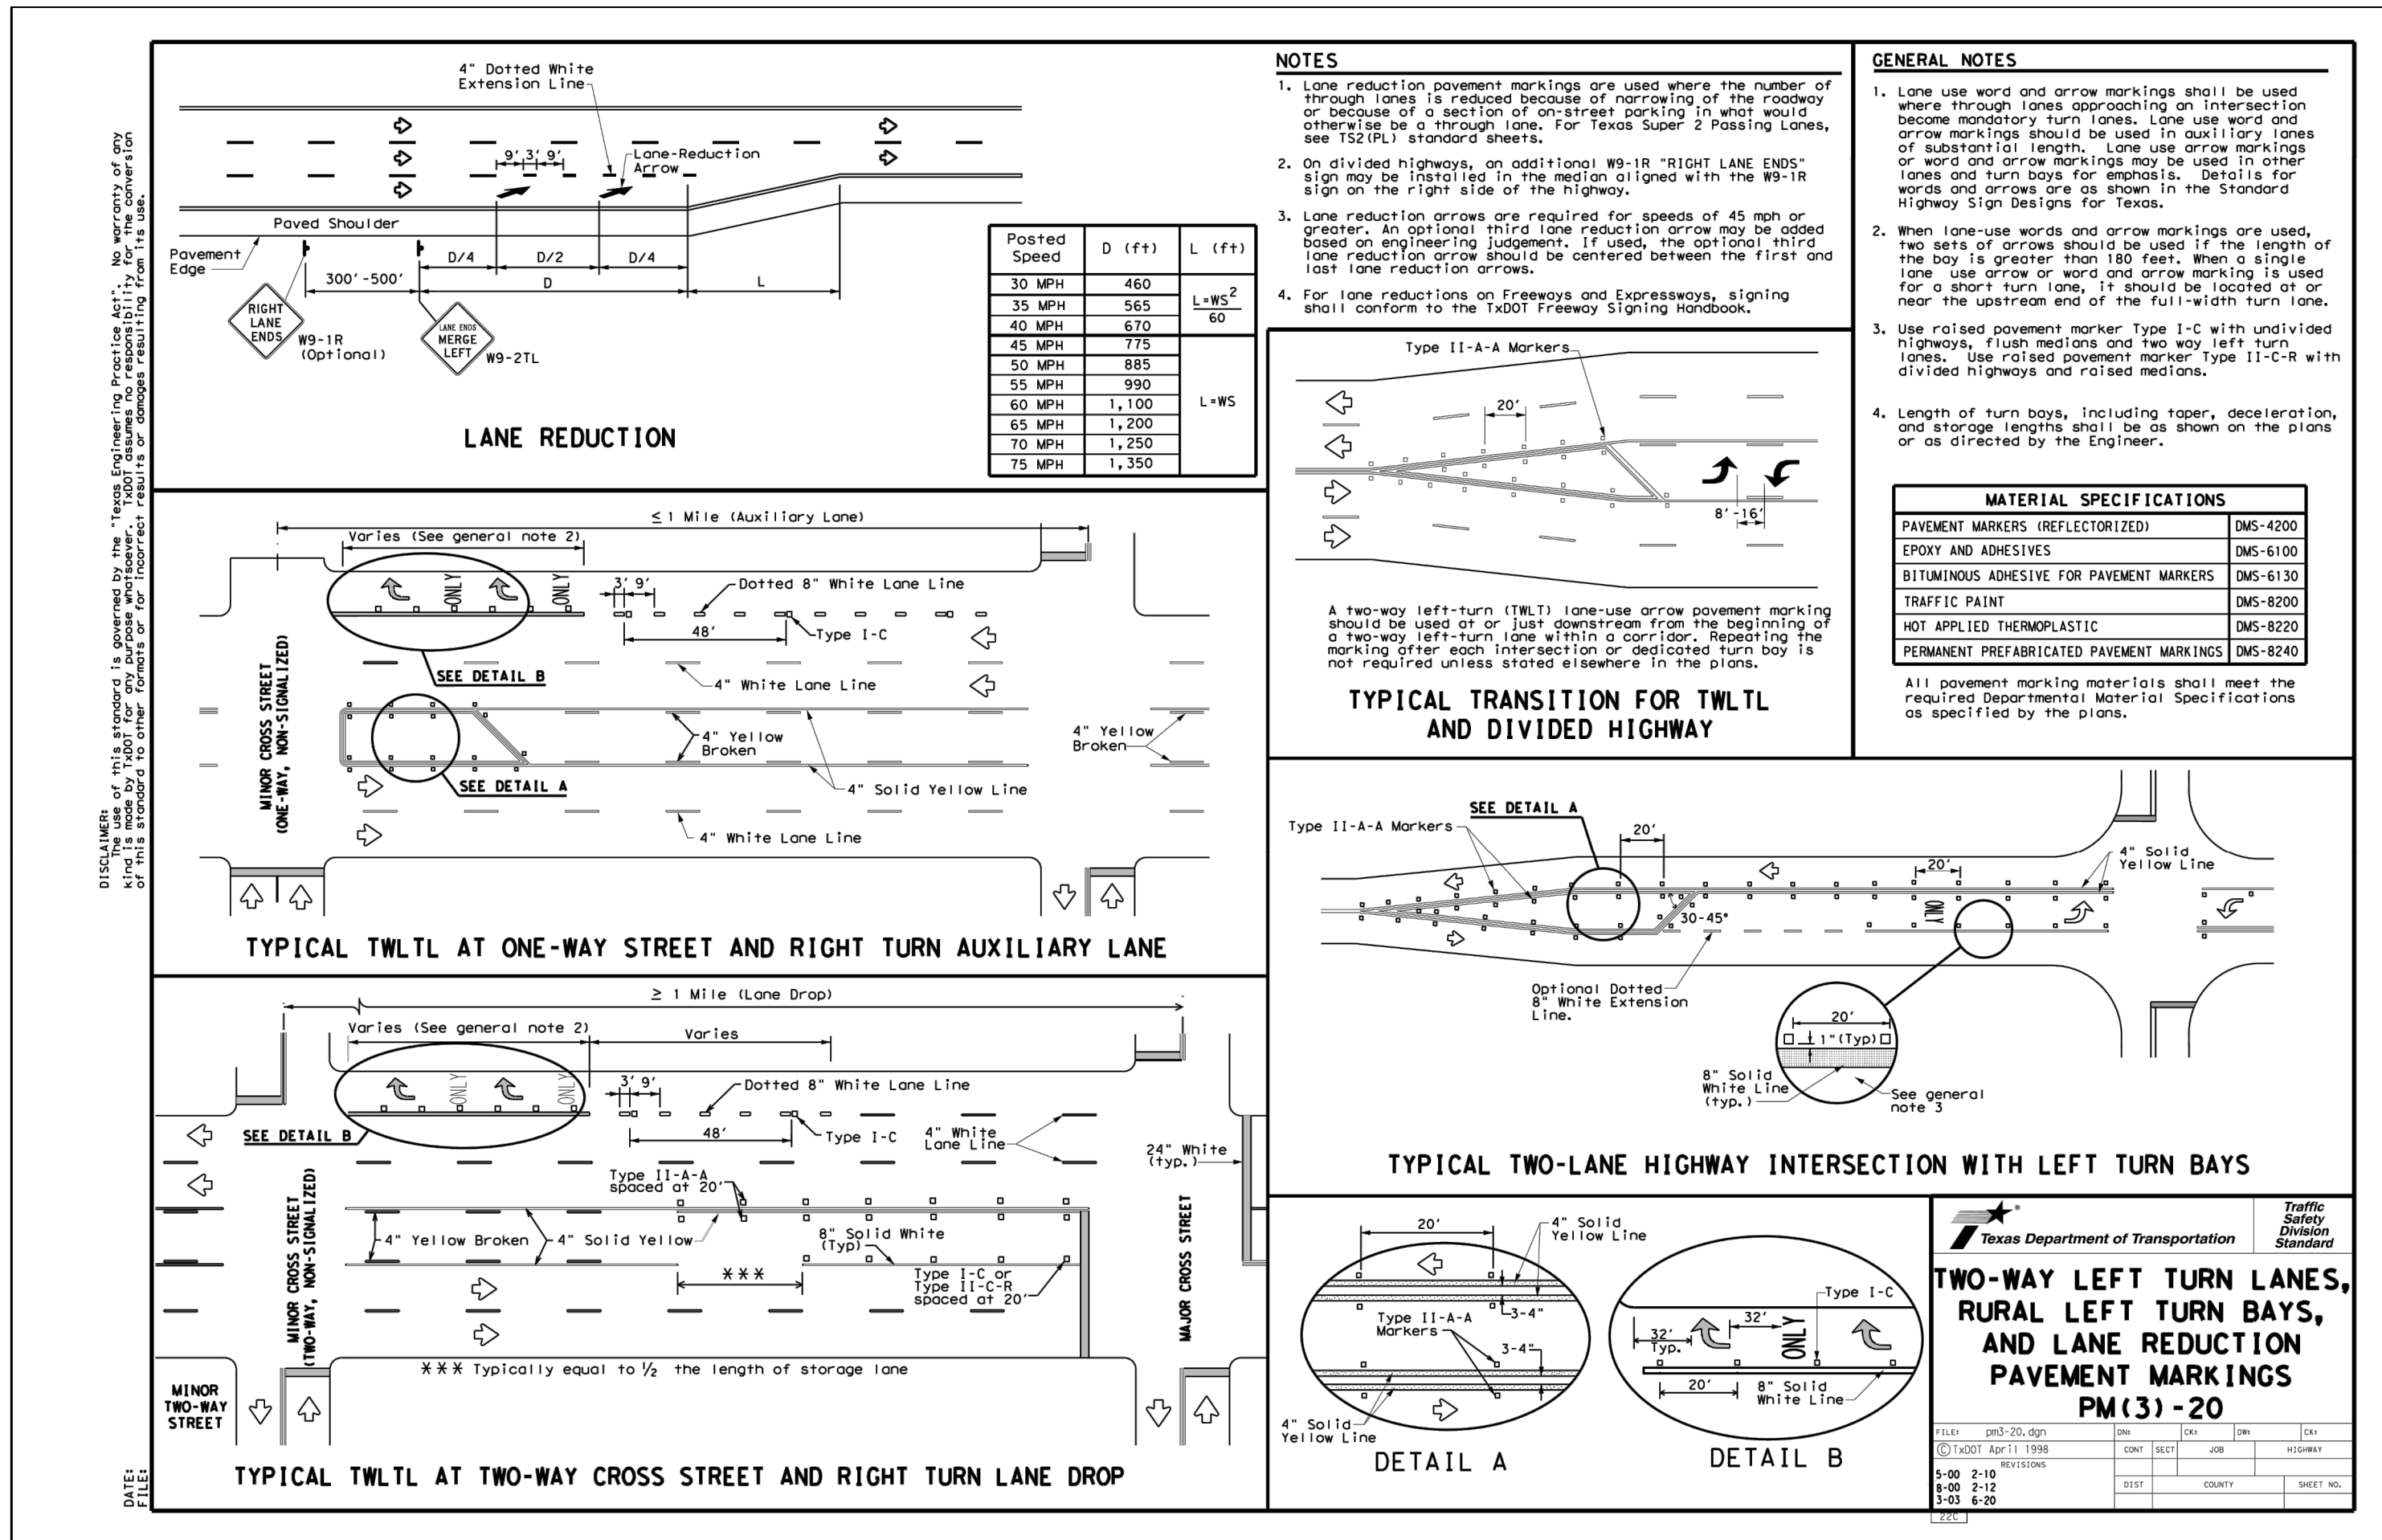 DISCLAIMER:
The use of this standard is governed by the "Texas Engineering Practice Act". No warranty of any
kind is made by TxDOT for any purpose whatsoever. TxDOT assumes no responsibility for the conversion
of this standard to other formats or for incorrect results or damages resulting from its use.
DATE:
FILE:
4" Dotted White
Extension Line
9' 3' 9'
Lane-Reduction
Arrow
Paved Shoulder
Pavement
Edge
D/4
D/2
D/4
300'-500'
D
L
RIGHT
LANE
ENDS
W9-1R
(Optional)
LANE ENDS
MERGE
LEFT
W9-2TL
LANE REDUCTION
Posted
Speed
D (ft)
L (ft)
30 MPH 460
35 MPH 565
40 MPH 670
L=WS²
60
45 MPH 775
50 MPH 885
55 MPH 990
60 MPH 1,100
65 MPH 1,200
70 MPH 1,250
75 MPH 1,350
L=WS
NOTES
1. Lane reduction pavement markings are used where the number of
through lanes is reduced because of narrowing of the roadway
or because of a section of on-street parking in what would
otherwise be a through lane. For Texas Super 2 Passing Lanes,
see TS2(PL) standard sheets.
2. On divided highways, an additional W9-1R "RIGHT LANE ENDS"
sign may be installed in the median aligned with the W9-1R
sign on the right side of the highway.
3. Lane reduction arrows are required for speeds of 45 mph or
greater. An optional third lane reduction arrow may be added
based on engineering judgement. If used, the optional third
lane reduction arrow should be centered between the first and
last lane reduction arrows.
4. For lane reductions on Freeways and Expressways, signing
shall conform to the TxDOT Freeway Signing Handbook.
GENERAL NOTES
1. Lane use word and arrow markings shall be used
where through lanes approaching an intersection
become mandatory turn lanes. Lane use word and
arrow markings should be used in auxiliary lanes
of substantial length. Lane use arrow markings
or word and arrow markings may be used in other
lanes and turn bays for emphasis. Details for
words and arrows are as shown in the Standard
Highway Sign Designs for Texas.
2. When lane-use words and arrow markings are used,
two sets of arrows should be used if the length of
the bay is greater than 180 feet. When a single
lane use arrow or word and arrow marking is used
for a short turn lane, it should be located at or
near the upstream end of the full-width turn lane.
3. Use raised pavement marker Type I-C with undivided
highways, flush medians and two way left turn
lanes. Use raised pavement marker Type II-C-R with
divided highways and raised medians.
4. Length of turn bays, including taper, deceleration,
and storage lengths shall be as shown on the plans
or as directed by the Engineer.
MATERIAL SPECIFICATIONS
PAVEMENT MARKERS (REFLECTORIZED) DMS-4200
EPOXY AND ADHESIVES DMS-6100
BITUMINOUS ADHESIVE FOR PAVEMENT MARKERS DMS-6130
TRAFFIC PAINT DMS-8200
HOT APPLIED THERMOPLASTIC DMS-8220
PERMANENT PREFABRICATED PAVEMENT MARKINGS DMS-8240
All pavement marking materials shall meet the
required Departmental Material Specifications
as specified by the plans.
Type II-A-A Markers
20'
8'-16'
A two-way left-turn (TWLT) lane-use arrow pavement marking
should be used at or just downstream from the beginning of
a two-way left-turn lane within a corridor. Repeating the
marking after each intersection or dedicated turn bay is
not required unless stated elsewhere in the plans.
TYPICAL TRANSITION FOR TWLTL
AND DIVIDED HIGHWAY
≤ 1 Mile (Auxiliary Lane)
Varies (See general note 2)
ONLY
ONLY
3' 9'
Dotted 8" White Lane Line
48'
Type I-C
SEE DETAIL B
4" White Lane Line
4" Yellow
Broken
4" Yellow
Broken
SEE DETAIL A
4" Solid Yellow Line
4" White Lane Line
MINOR CROSS STREET
(ONE-WAY, NON-SIGNALIZED)
TYPICAL TWLTL AT ONE-WAY STREET AND RIGHT TURN AUXILIARY LANE
≥ 1 Mile (Lane Drop)
Varies (See general note 2)
Varies
ONLY
ONLY
3' 9'
Dotted 8" White Lane Line
SEE DETAIL B
48'
Type I-C
4" White
Lane Line
24" White
(typ.)
Type II-A-A
spaced at 20'
4" Yellow Broken
4" Solid Yellow
8" Solid White
(Typ)
***
Type I-C or
Type II-C-R
spaced at 20'
MINOR CROSS STREET
(TWO-WAY, NON-SIGNALIZED)
MAJOR CROSS STREET
*** Typically equal to ½ the length of storage lane
MINOR
TWO-WAY
STREET
TYPICAL TWLTL AT TWO-WAY CROSS STREET AND RIGHT TURN LANE DROP
SEE DETAIL A
Type II-A-A Markers
20'
20'
4" Solid
Yellow Line
30-45°
ONLY
Optional Dotted
8" White Extension
Line.
20'
1"(Typ)
8" Solid
White Line
(typ.)
See general
note 3
TYPICAL TWO-LANE HIGHWAY INTERSECTION WITH LEFT TURN BAYS
20'
4" Solid
Yellow Line
3-4"
Type II-A-A
Markers
3-4"
4" Solid
Yellow Line
DETAIL A
Type I-C
32'
Typ.
32'
ONLY
20'
8" Solid
White Line
DETAIL B
®
Texas Department of Transportation
Traffic
Safety
Division
Standard
TWO-WAY LEFT TURN LANES,
RURAL LEFT TURN BAYS,
AND LANE REDUCTION
PAVEMENT MARKINGS
PM(3)-20
FILE: pm3-20.dgn DN: CK: DW: CK:
© TxDOT April 1998 CONT SECT JOB HIGHWAY
REVISIONS
5-00 2-10
8-00 2-12
3-03 6-20
DIST COUNTY SHEET NO.
22C